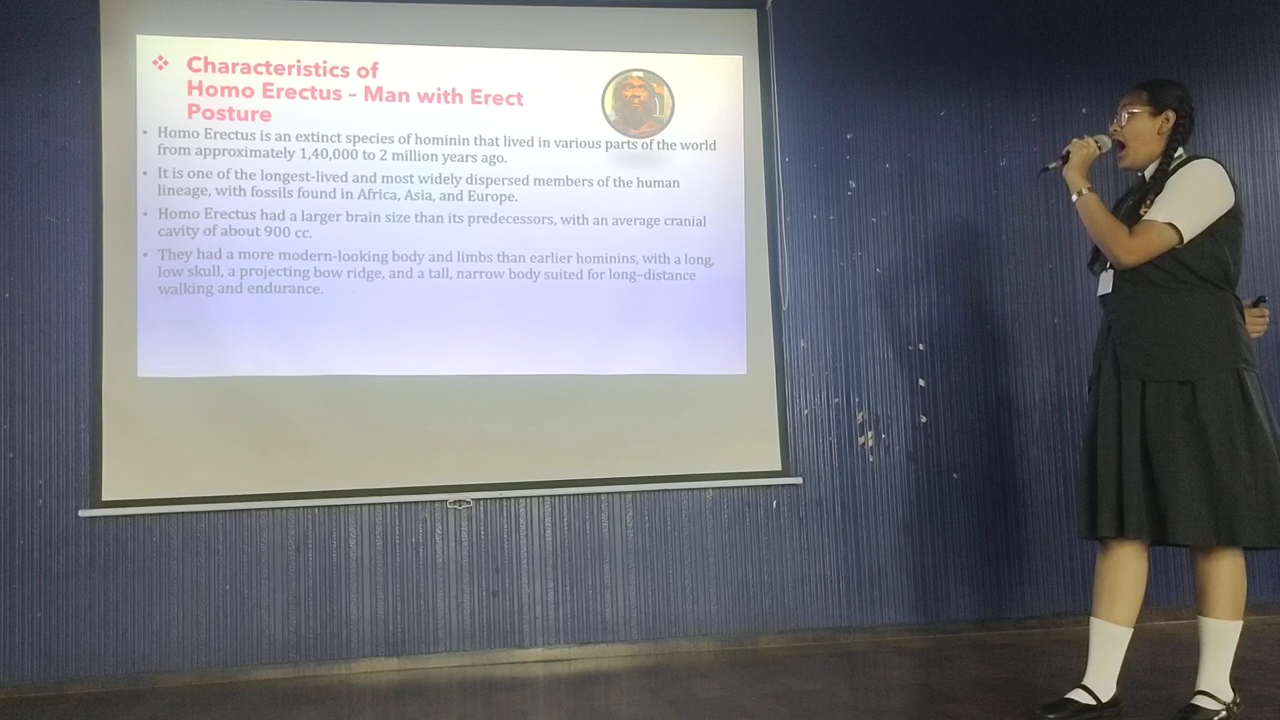 ❖ Characteristics of
Homo Erectus – Man with Erect
Posture
• Homo Erectus is an extinct species of hominin that lived in various parts of the world
from approximately 1,40,000 to 2 million years ago.
• It is one of the longest-lived and most widely dispersed members of the human
lineage, with fossils found in Africa, Asia, and Europe.
• Homo Erectus had a larger brain size than its predecessors, with an average cranial
cavity of about 900 cc.
• They had a more modern-looking body and limbs than earlier hominins, with a long,
low skull, a projecting bow ridge, and a tall, narrow body suited for long–distance
walking and endurance.